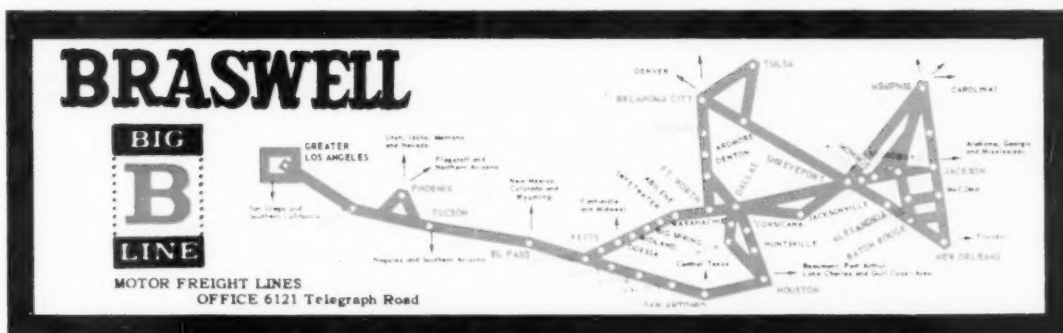 BRASWELL
BIG
B
LINE
MOTOR FREIGHT LINES
OFFICE 6121 Telegraph Road
GREATER
LOS ANGELES
San Diego and
Southern California
Utah, Idaho, Montana
and Nevada
Flagstaff and
Northern Arizona
PHOENIX
TUCSON
Nogales and Southern Arizona
New Mexico,
Colorado and
Wyoming
EL PASO
Panhandle
and Midwest
PECOS
ODESSA
MIDLAND
BIG SPRING
SWEETWATER
ABILENE
FT. WORTH
DALLAS
WAXAHACHIE
CORSICANA
HUNTSVILLE
Central Texas
SAN ANTONIO
HOUSTON
Beaumont, Port Arthur
Lake Charles and Gulf Coast Area
DENVER
TULSA
OKLAHOMA CITY
ARDMORE
DENTON
SHREVEPORT
JACKSONVILLE
MONROE
ALEXANDRIA
BATON ROUGE
MEMPHIS
CAROLINAS
Alabama, Georgia
and Mississippi
JACKSON
McCOMB
Florida
NEW ORLEANS